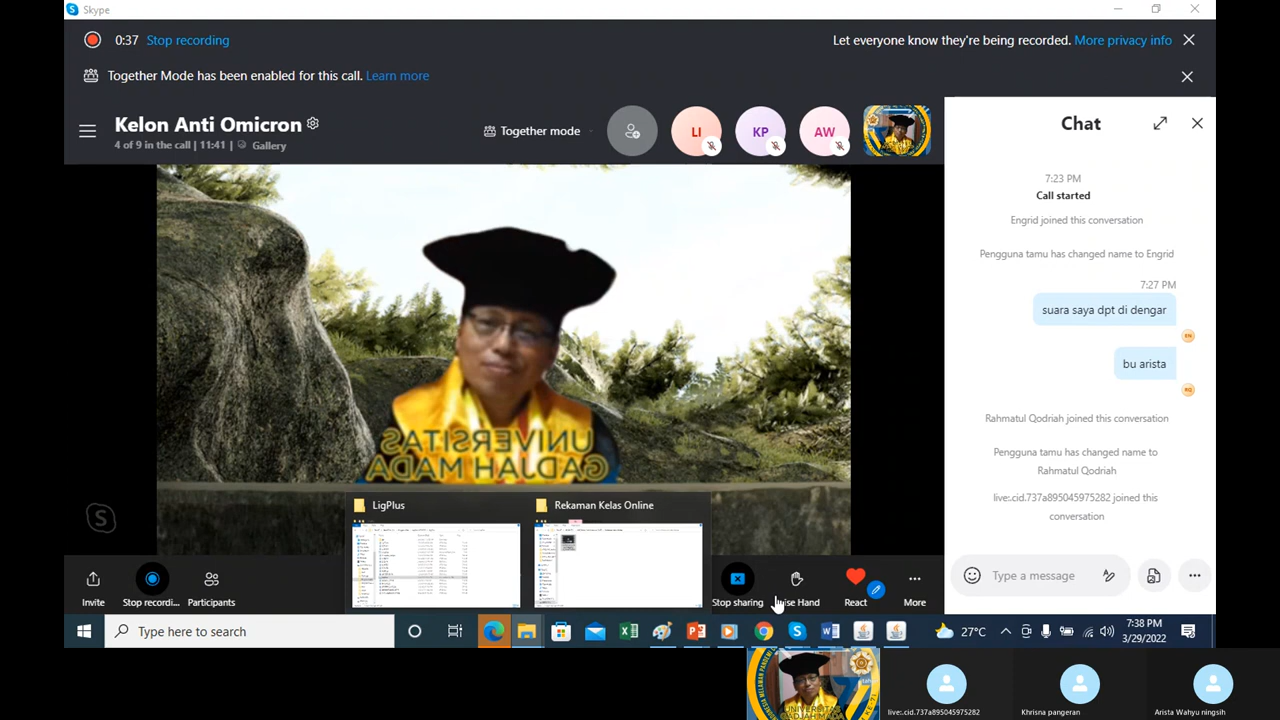 Skype
0:37 Stop recording
Let everyone know they're being recorded. More privacy info
Together Mode has been enabled for this call. Learn more
Kelon Anti Omicron
4 of 9 in the call | 11:41 | Gallery
Together mode
LI
KP
AW
Chat
7:23 PM
Call started
Engrid joined this conversation
Pengguna tamu has changed name to Engrid
7:27 PM
suara saya dpt di dengar
EN
bu arista
RQ
Rahmatul Qodriah joined this conversation
Pengguna tamu has changed name to
Rahmatul Qodriah
live:.cid.737a895045975282 joined this
conversation
Type a message
UNIVERSITAS
GADJAH MADA
LigPlus
Rekaman Kelas Online
Invite
Stop recordi...
Participants
Stop sharing
ise Hand
React
More
Type here to search
27°C
7:38 PM
3/29/2022
UNIVERSITAS
GADJAH MADA
live:.cid.737a895045975282
Khrisna pangeran
Arista Wahyu ningsih